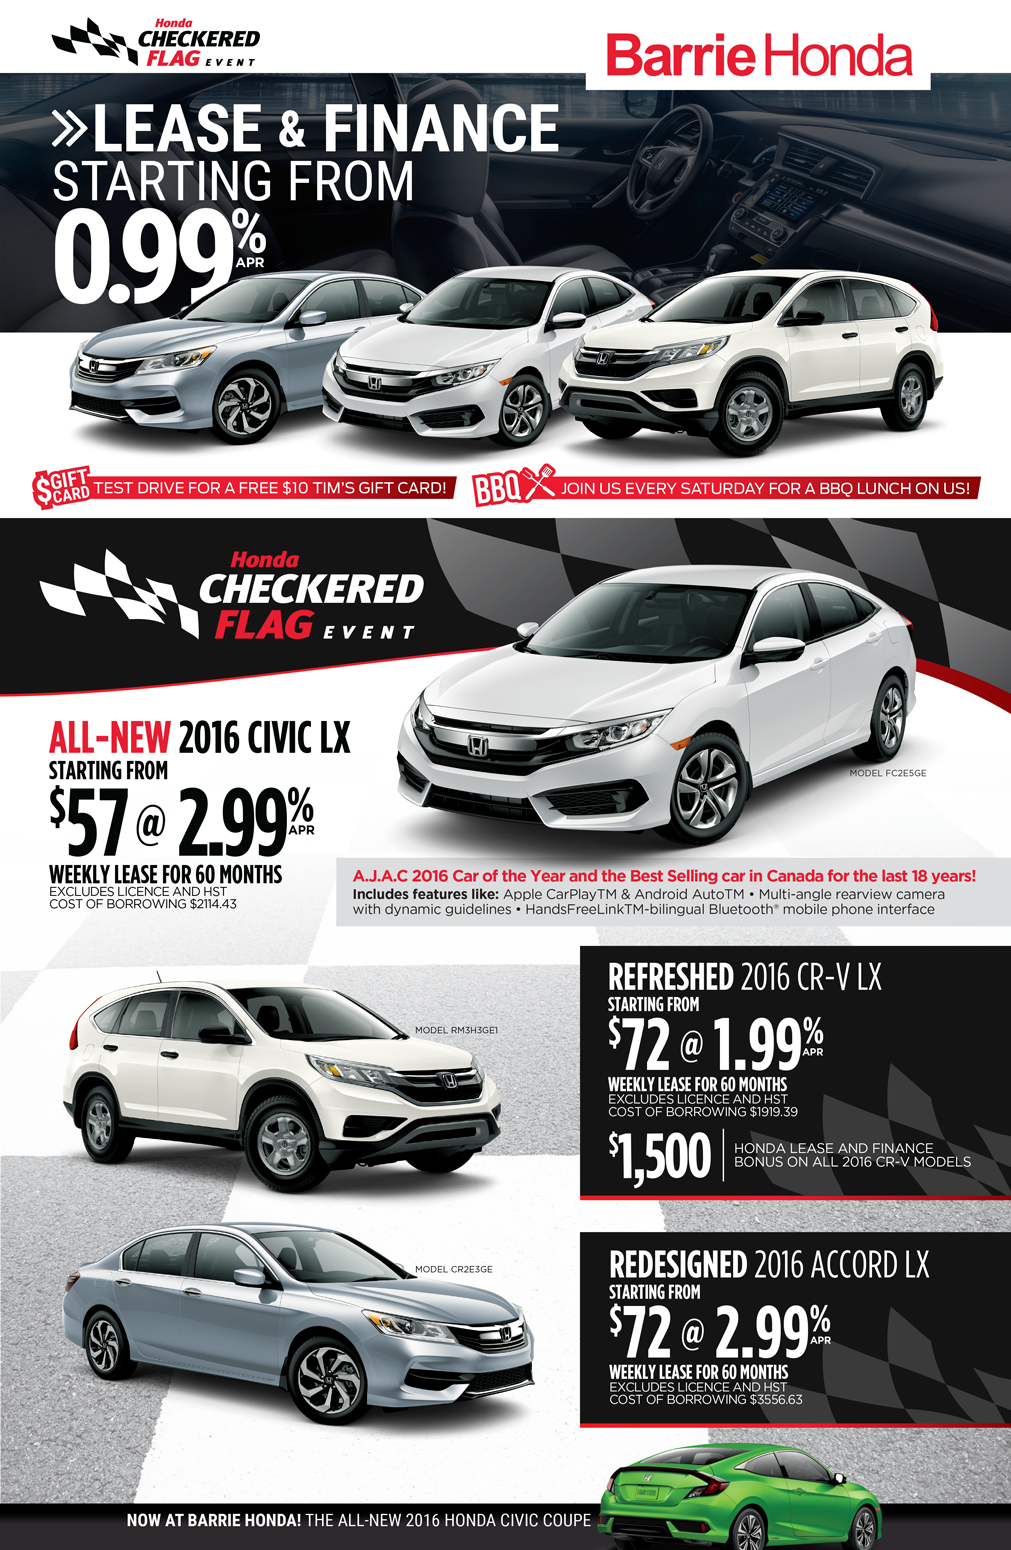 Honda
CHECKERED
FLAG EVENT
Barrie Honda
LEASE & FINANCE
STARTING FROM
0.99% APR
$ GIFT CARD TEST DRIVE FOR A FREE $10 TIM'S GIFT CARD!
BBQ JOIN US EVERY SATURDAY FOR A BBQ LUNCH ON US!
Honda
CHECKERED
FLAG EVENT
ALL-NEW 2016 CIVIC LX
STARTING FROM
$57 @ 2.99% APR
WEEKLY LEASE FOR 60 MONTHS
EXCLUDES LICENCE AND HST
COST OF BORROWING $2114.43
MODEL FC2E5GE
A.J.A.C 2016 Car of the Year and the Best Selling car in Canada for the last 18 years!
Includes features like: Apple CarPlayTM & Android AutoTM • Multi-angle rearview camera
with dynamic guidelines • HandsFreeLinkTM-bilingual Bluetooth® mobile phone interface
MODEL RM3H3GE1
REFRESHED 2016 CR-V LX
STARTING FROM
$72 @ 1.99% APR
WEEKLY LEASE FOR 60 MONTHS
EXCLUDES LICENCE AND HST
COST OF BORROWING $1919.39
$1,500
HONDA LEASE AND FINANCE
BONUS ON ALL 2016 CR-V MODELS
MODEL CR2E3GE
REDESIGNED 2016 ACCORD LX
STARTING FROM
$72 @ 2.99% APR
WEEKLY LEASE FOR 60 MONTHS
EXCLUDES LICENCE AND HST
COST OF BORROWING $3556.63
NOW AT BARRIE HONDA! THE ALL-NEW 2016 HONDA CIVIC COUPE